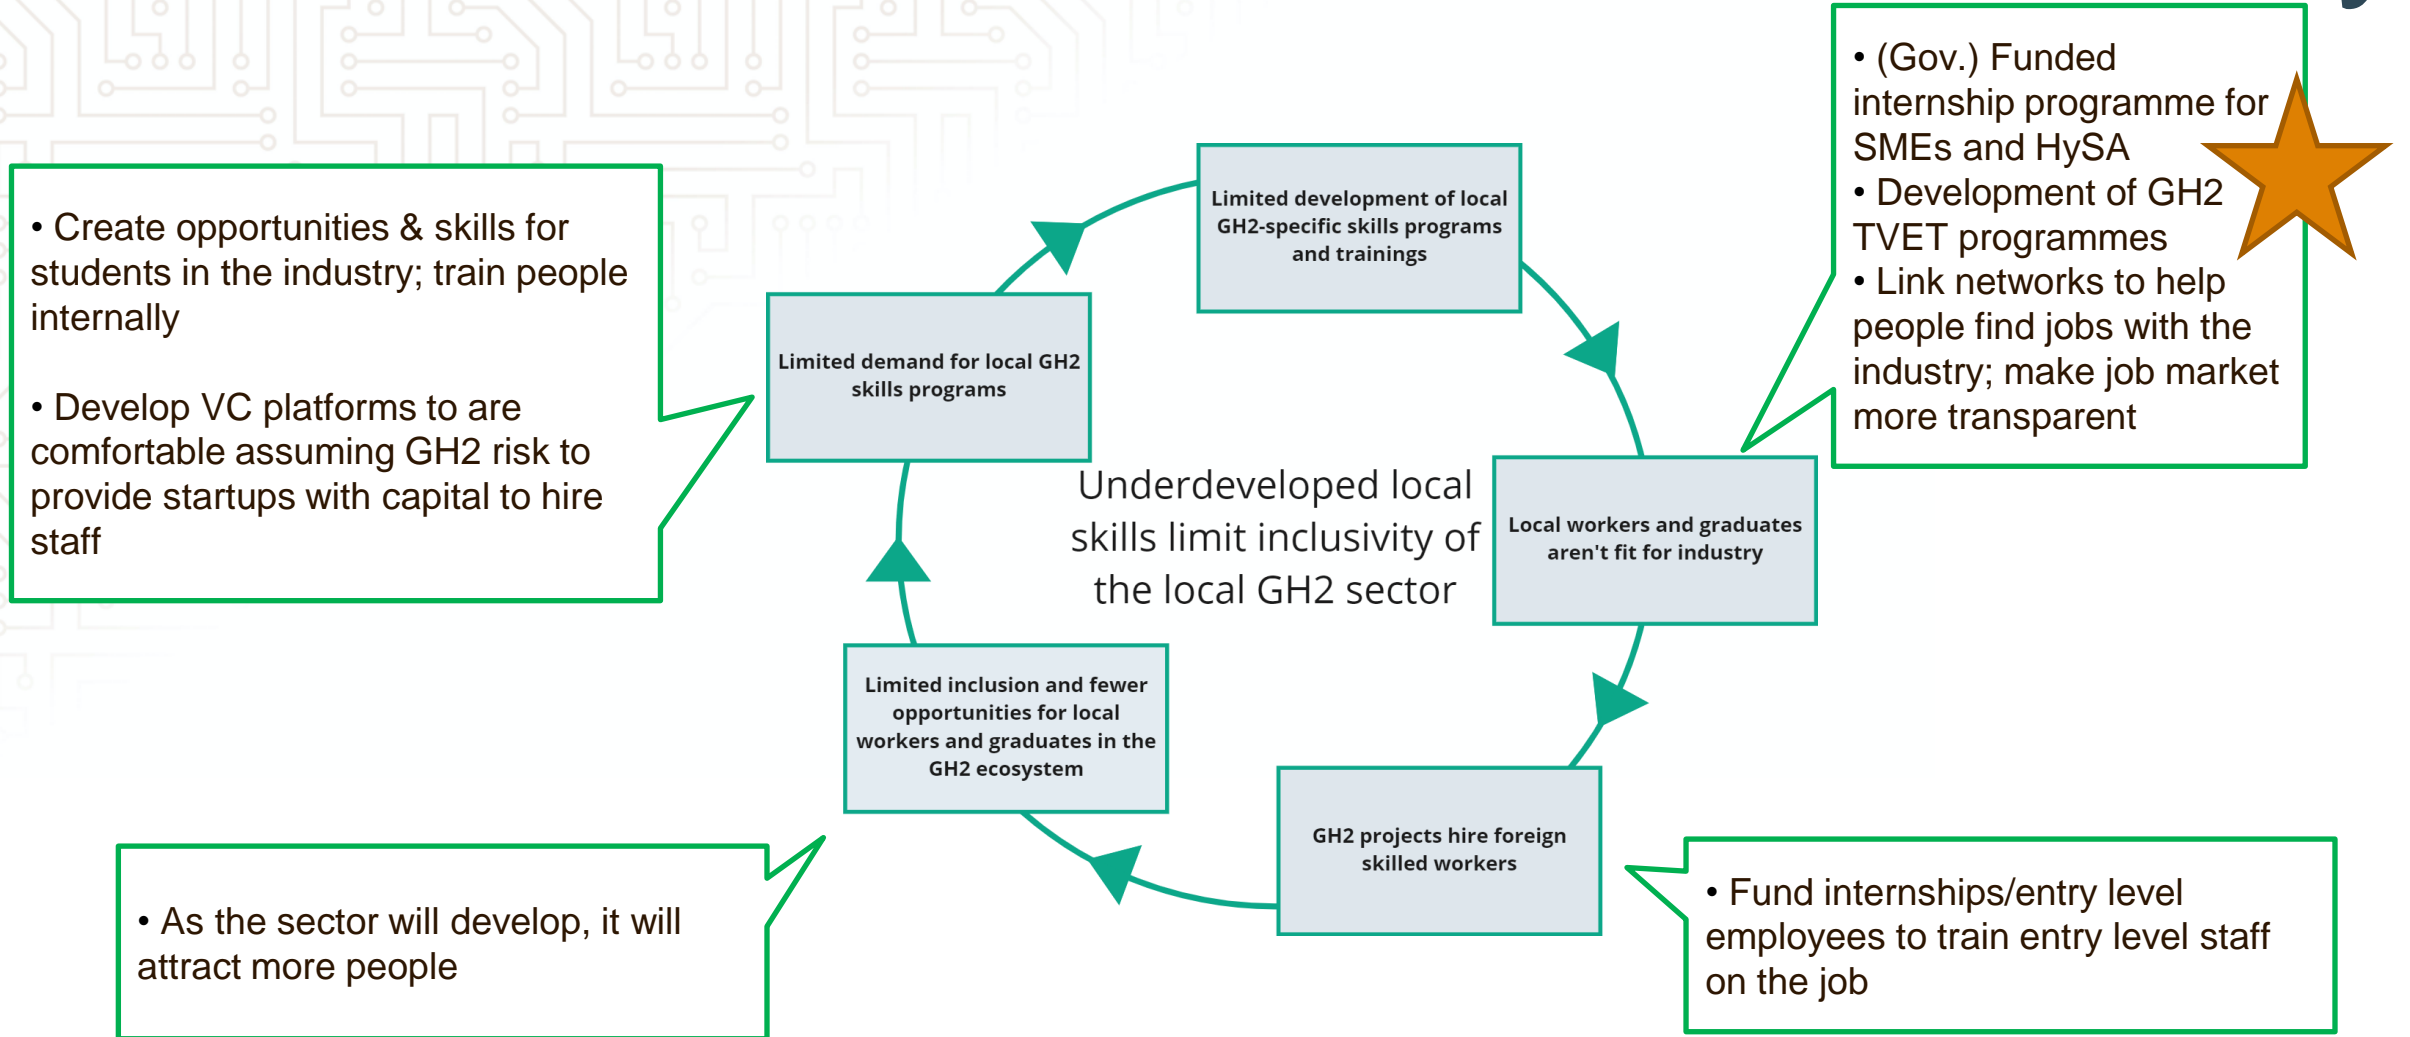 • Create opportunities & skills for
students in the industry; train people
internally
• Develop VC platforms to are
comfortable assuming GH2 risk to
provide startups with capital to hire
staff
• (Gov.) Funded
internship programme for
SMEs and HySA
• Development of GH2
TVET programmes
• Link networks to help
people find jobs with the
industry; make job market
more transparent
Limited development of local
GH2-specific skills programs
and trainings
Limited demand for local GH2
skills programs
Underdeveloped local
skills limit inclusivity of
the local GH2 sector
Local workers and graduates
aren't fit for industry
Limited inclusion and fewer
opportunities for local
workers and graduates in the
GH2 ecosystem
GH2 projects hire foreign
skilled workers
• As the sector will develop, it will
attract more people
• Fund internships/entry level
employees to train entry level staff
on the job